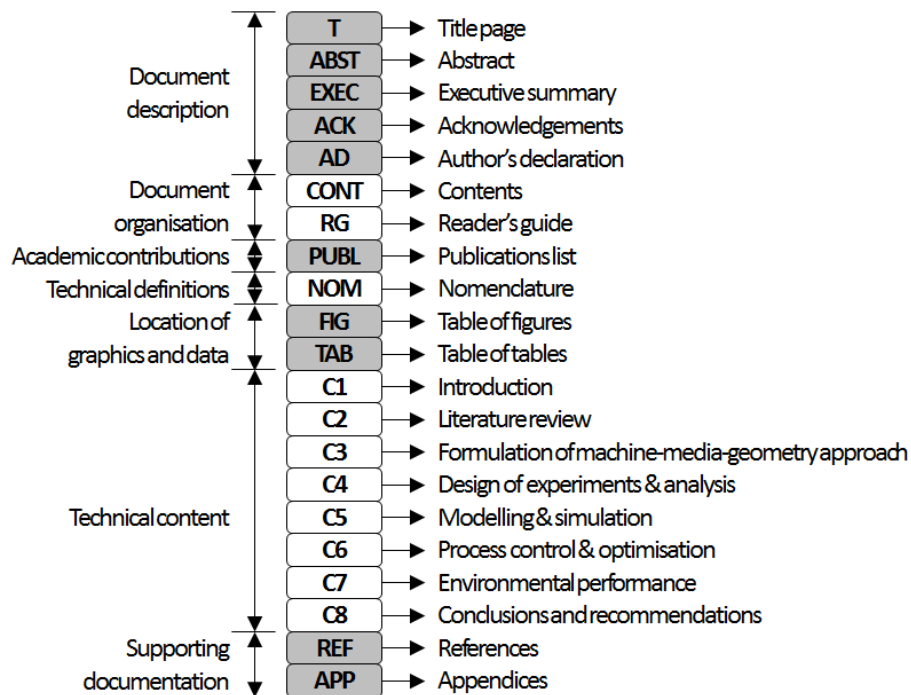 T Title page
ABST Abstract
Document description
EXEC Executive summary
ACK Acknowledgements
AD Author's declaration
Document organisation
CONT Contents
RG Reader's guide
Academic contributions PUBL Publications list
Technical definitions NOM Nomenclature
Location of graphics and data
FIG Table of figures
TAB Table of tables
C1 Introduction
C2 Literature review
C3 Formulation of machine-media-geometry approach
C4 Design of experiments & analysis
Technical content C5 Modelling & simulation
C6 Process control & optimisation
C7 Environmental performance
C8 Conclusions and recommendations
Supporting documentation
REF References
APP Appendices